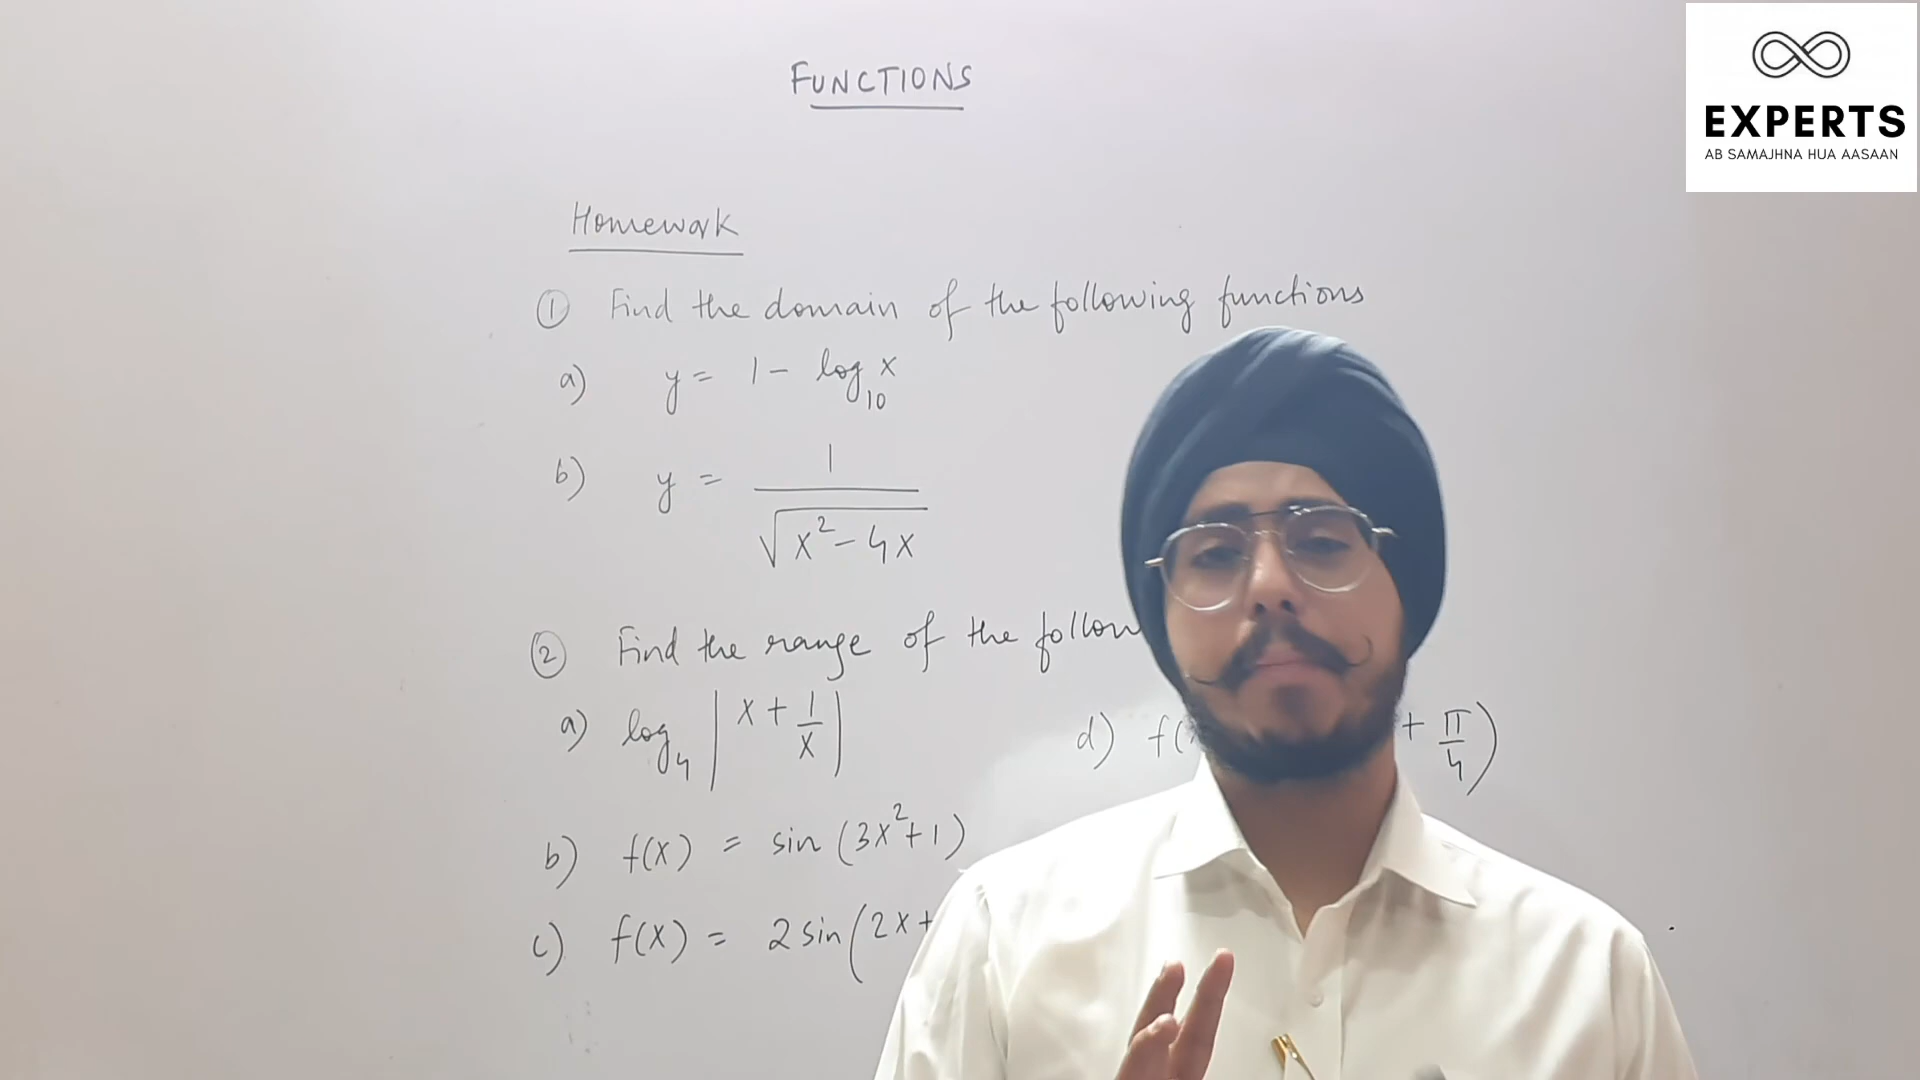 FUNCTIONS
EXPERTS
AB SAMAJHNA HUA AASAAN
Homework
① Find the domain of the following functions
a) y = 1 - log₁₀ x
b) y = 1/√(x² - 4x)
② Find the range of the
a) log₄ |x + 1/x|
b) f(x) = sin (3x² + 1)
c) f(x) = 2 sin (2x +
d) f( + π/4)